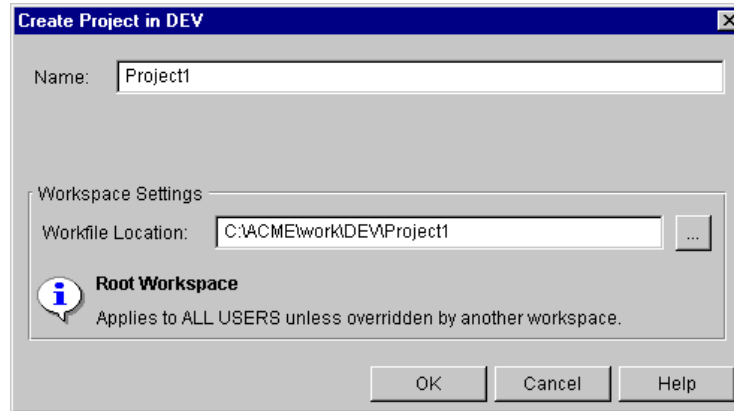 Create Project in DEV
Name: Project1
Workspace Settings
Workfile Location: C:\ACME\work\DEV\Project1 ...
Root Workspace
Applies to ALL USERS unless overridden by another workspace.
OK Cancel Help